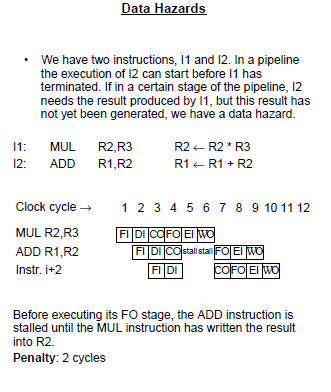 Data Hazards
• We have two instructions, I1 and I2. In a pipeline
the execution of I2 can start before I1 has
terminated. If in a certain stage of the pipeline, I2
needs the result produced by I1, but this result has
not yet been generated, we have a data hazard.
I1: MUL R2,R3 R2 ← R2 * R3
I2: ADD R1,R2 R1 ← R1 + R2
Clock cycle → 1 2 3 4 5 6 7 8 9 10 11 12
MUL R2,R3 FI DI CO FO EI WO
ADD R1,R2 FI DI CO stall stall FO EI WO
Instr. i+2 FI DI CO FO EI WO
Before executing its FO stage, the ADD instruction is
stalled until the MUL instruction has written the result
into R2.
Penalty: 2 cycles